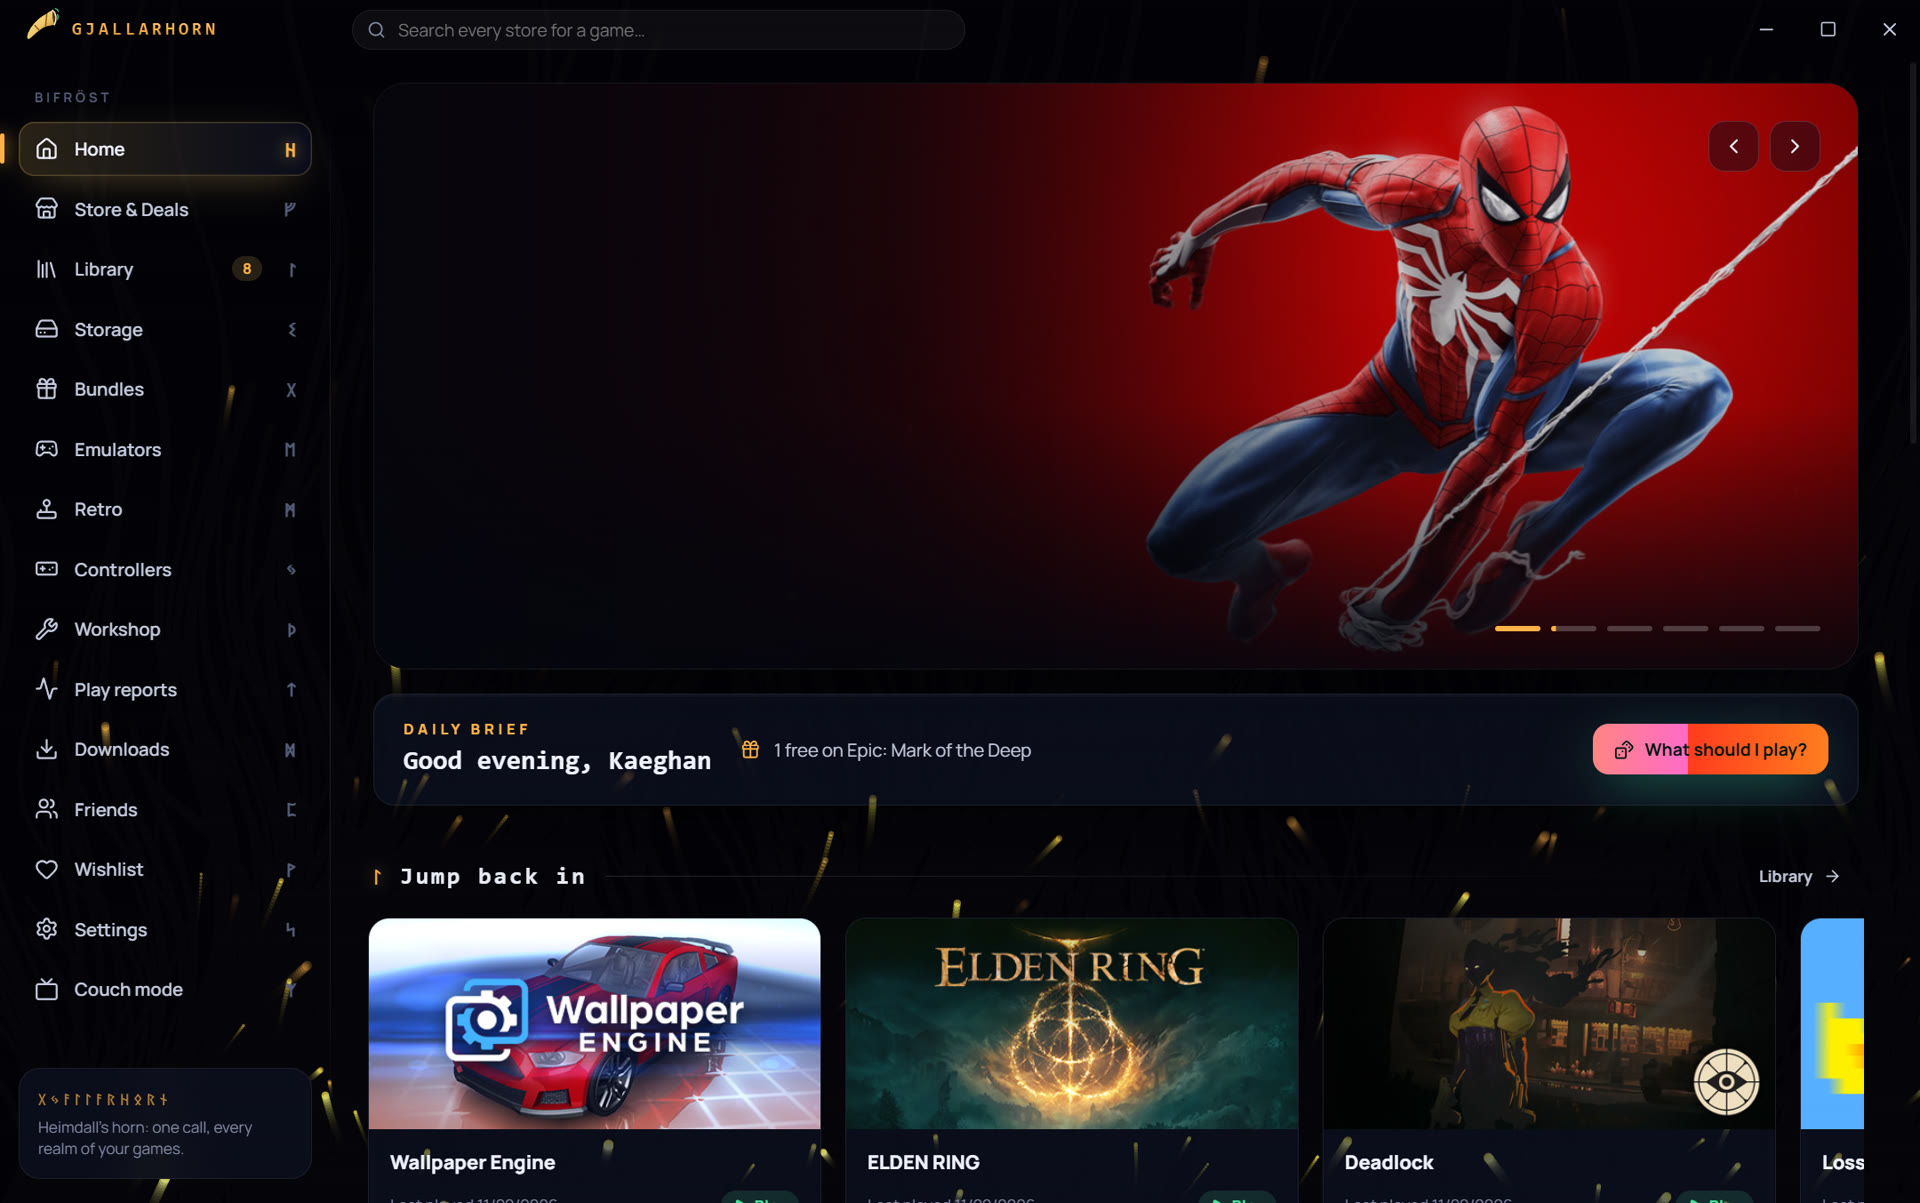 GJALLARHORN
Search every store for a game...
BIFRÖST
Home ᚺ
Store & Deals ᚠ
Library 8 ᛚ
Storage
Bundles ᚷ
Emulators ᛖ
Retro ᛗ
Controllers ᛃ
Workshop ᚦ
Play reports ᛏ
Downloads
Friends ᛈ
Wishlist ᚹ
Settings
Couch mode ᛉ
Heimdall's horn: one call, every
realm of your games.
DAILY BRIEF
Good evening, Kaeghan
1 free on Epic: Mark of the Deep
What should I play?
ᛚ Jump back in
Library
Wallpaper
ENGINE
ELDEN RING
Wallpaper Engine
ELDEN RING
Deadlock
Loss